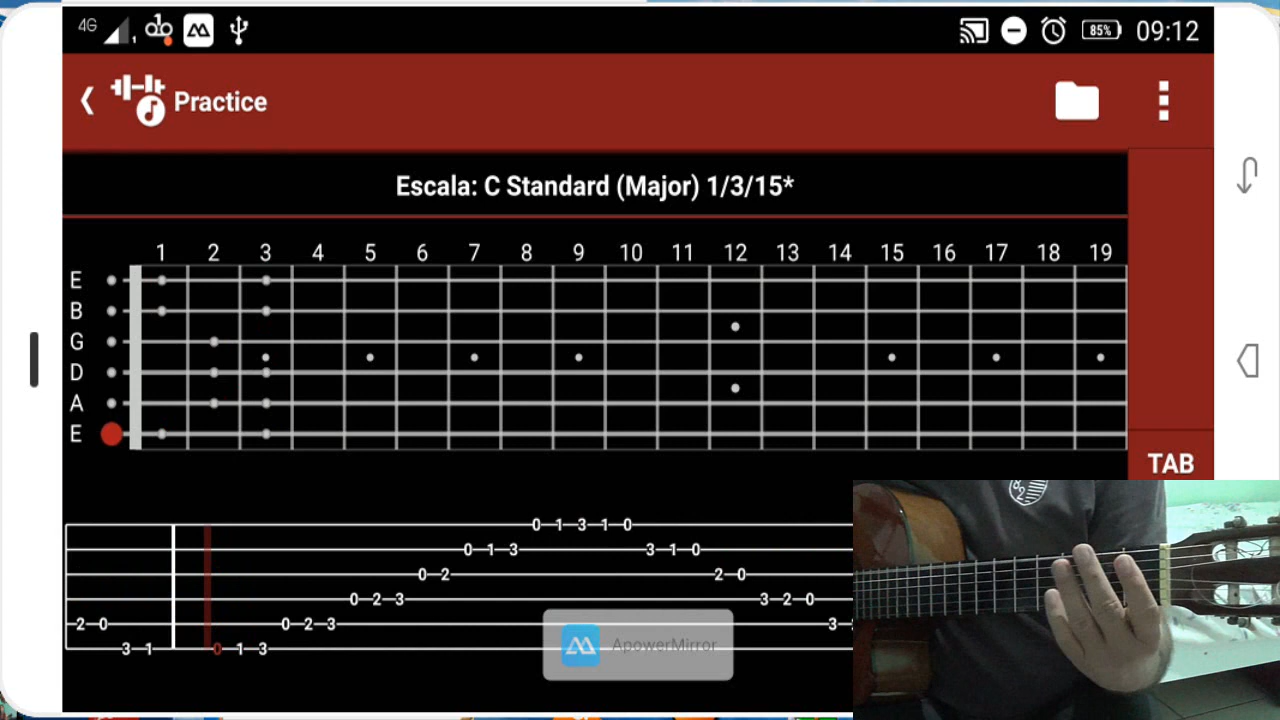 4G 1 85% 09:12
Practice
Escala: C Standard (Major) 1/3/15*
1 2 3 4 5 6 7 8 9 10 11 12 13 14 15 16 17 18 19
E
B
G
D
A
E
TAB
0 1 3 1 0
0 1 3 3 1 0
0 2 2 0
0 2 3 3 2 0
2 0 0 2 3 3
3 1 0 1 3
ApowerMirror